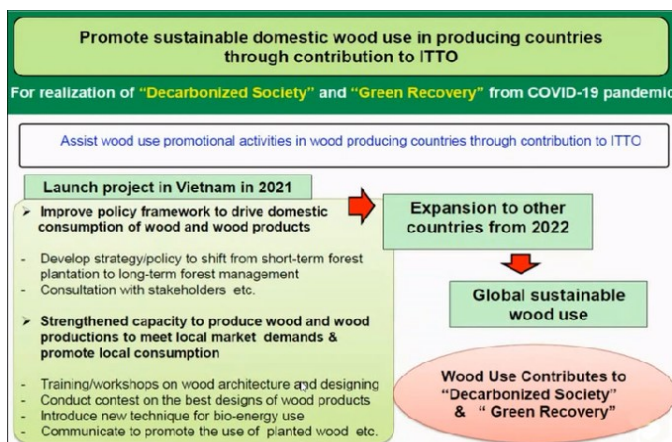 Promote sustainable domestic wood use in producing countries
through contribution to ITTO
For realization of “Decarbonized Society” and “Green Recovery” from COVID-19 pandemic
Assist wood use promotional activities in wood producing countries through contribution to ITTO
Launch project in Vietnam in 2021
➢ Improve policy framework to drive domestic
consumption of wood and wood products
- Develop strategy/policy to shift from short-term forest
plantation to long-term forest management
- Consultation with stakeholders etc.
➢ Strengthened capacity to produce wood and wood
productions to meet local market demands &
promote local consumption
- Training/workshops on wood architecture and designing
- Conduct contest on the best designs of wood products
- Introduce new technique for bio-energy use
- Communicate to promote the use of planted wood etc.
Expansion to other
countries from 2022
Global sustainable
wood use
Wood Use Contributes to
“Decarbonized Society”
& “ Green Recovery”